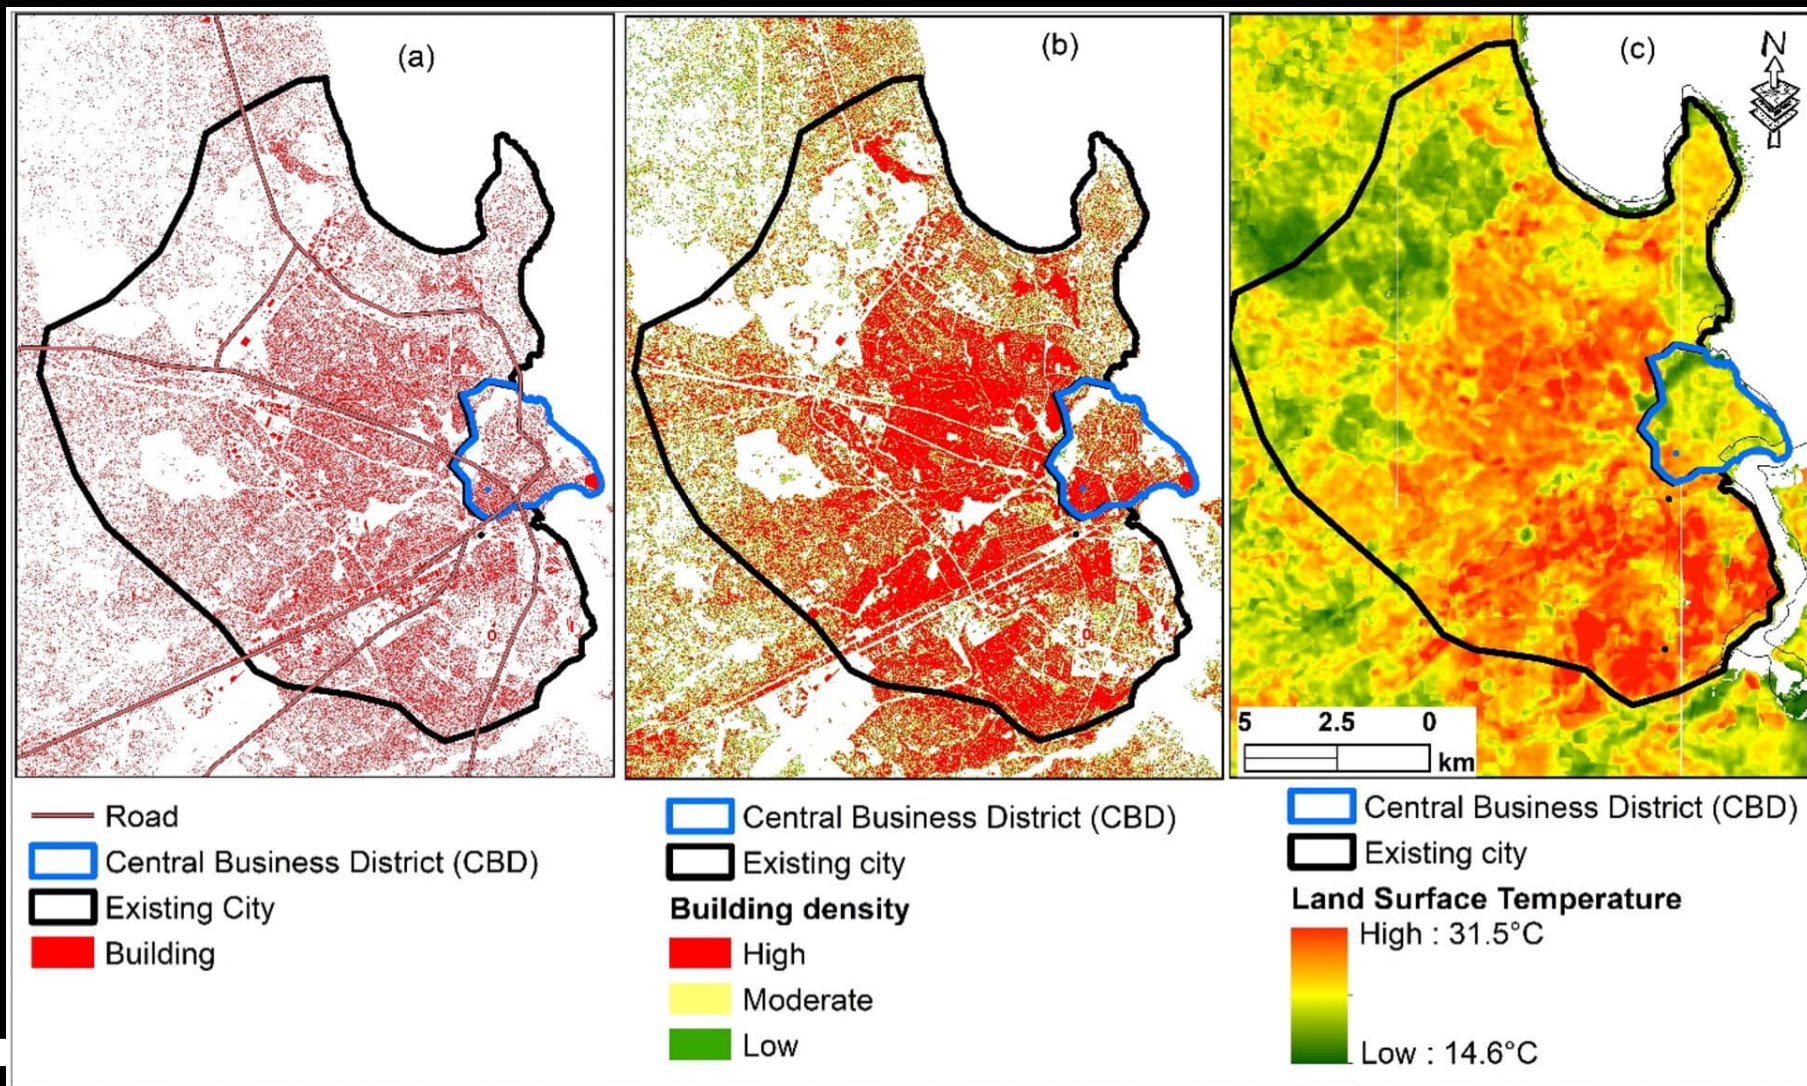 (a)
(b)
(c)
N
5 2.5 0
km
Road
Central Business District (CBD)
Existing City
Building
Central Business District (CBD)
Existing city
Building density
High
Moderate
Low
Central Business District (CBD)
Existing city
Land Surface Temperature
High : 31.5°C
Low : 14.6°C